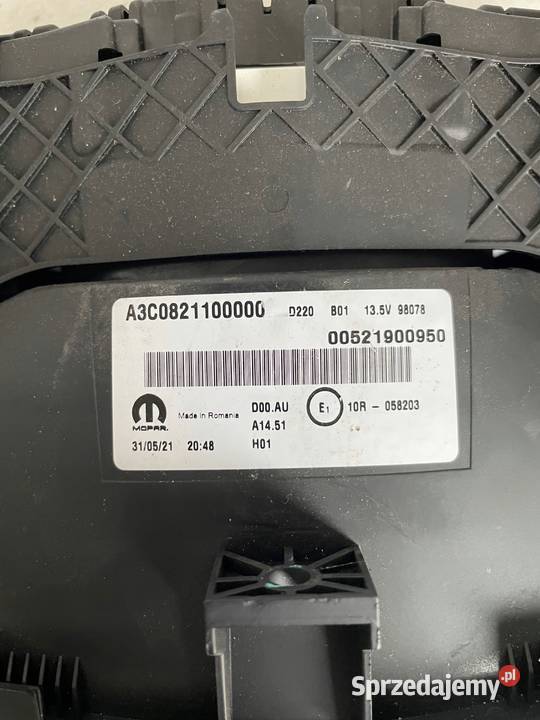 A3C0821100000 D220 B01 13.5V 98078
00521900950
MOPAR. Made in Romania D00.AU E1 10R - 058203
A14.51
31/05/21 20:48 H01
Sprzedajemy.pl